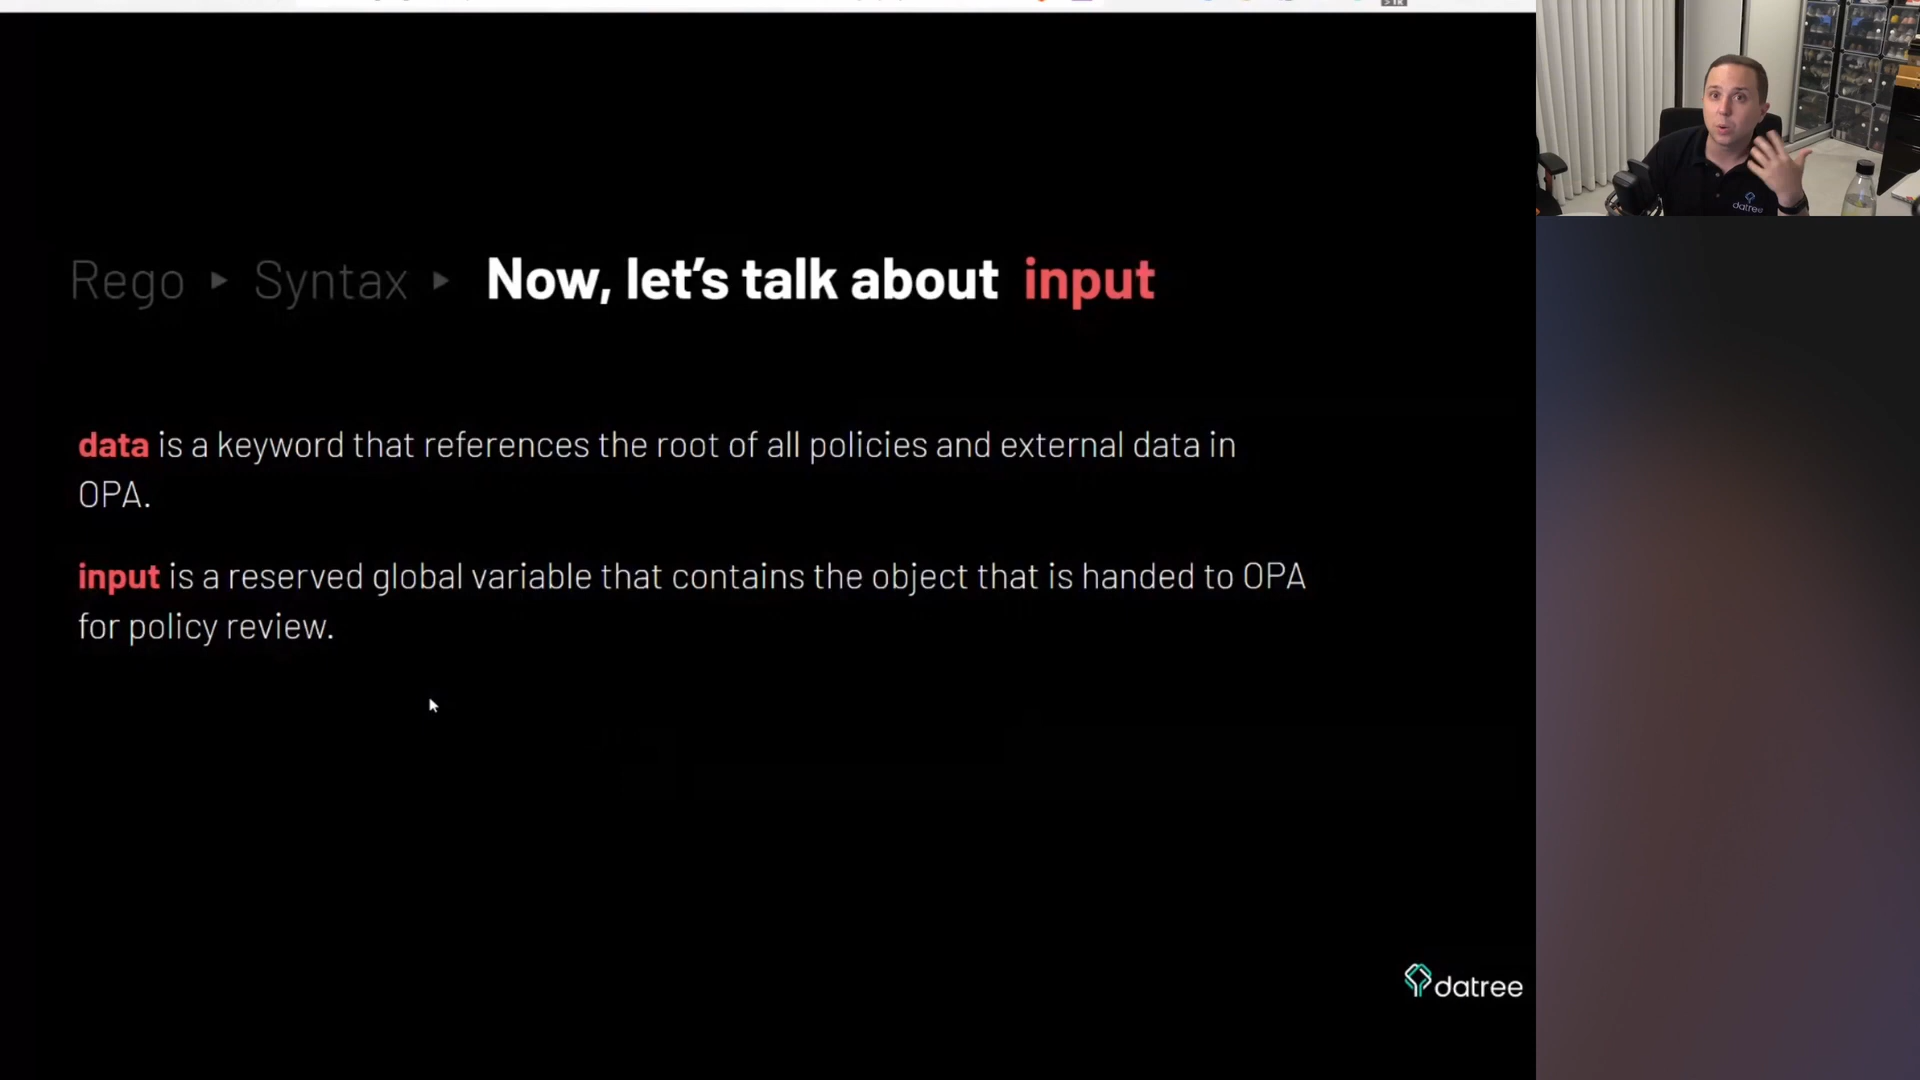 Rego ▸ Syntax ▸ Now, let’s talk about input
data is a keyword that references the root of all policies and external data in
OPA.
input is a reserved global variable that contains the object that is handed to OPA
for policy review.
datree
datree